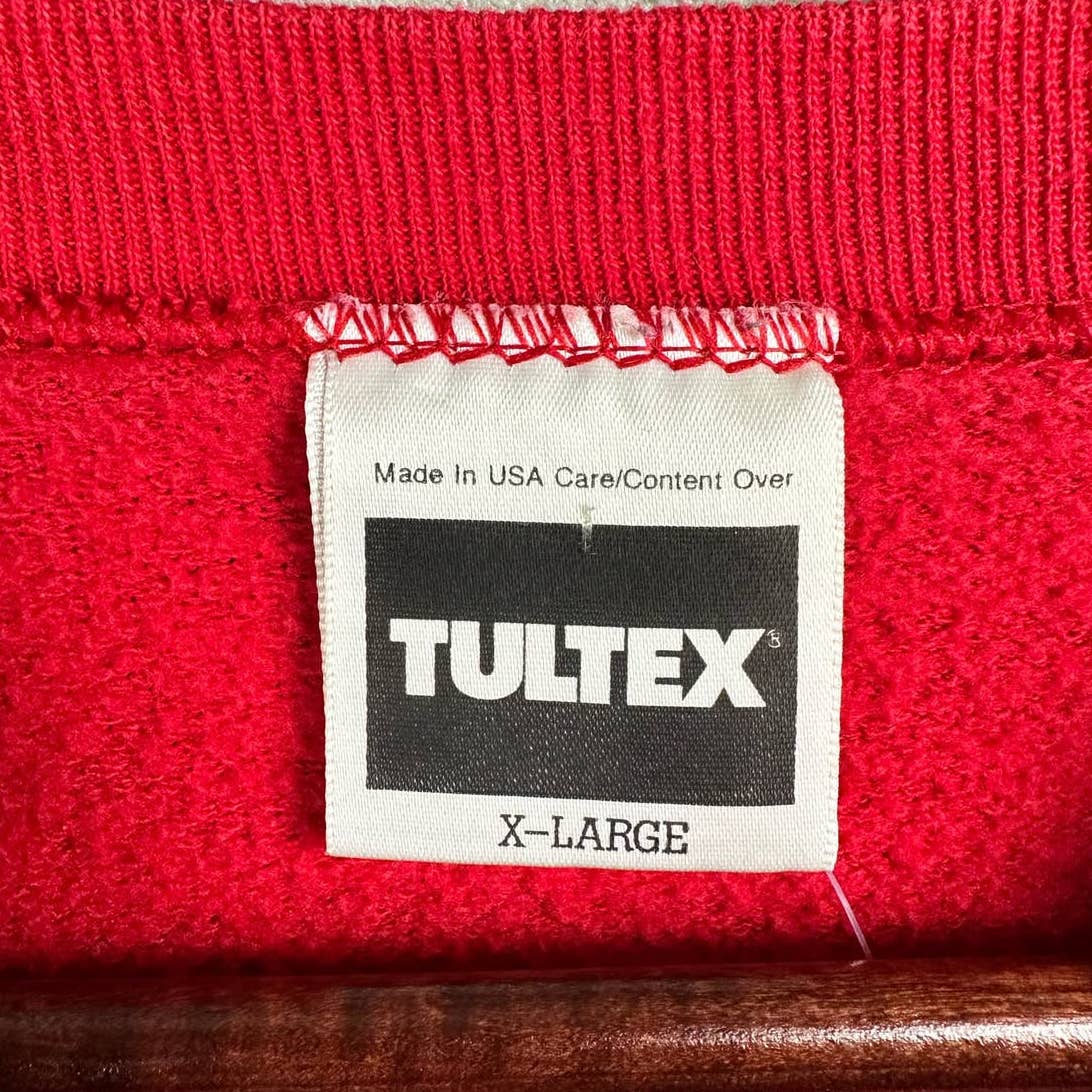 Made In USA Care/Content Over
TULTEX®
X-LARGE